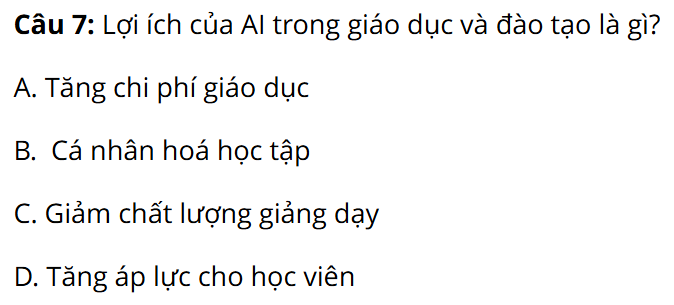 Câu 7: Lợi ích của AI trong giáo dục và đào tạo là gì?
A. Tăng chi phí giáo dục
B. Cá nhân hoá học tập
C. Giảm chất lượng giảng dạy
D. Tăng áp lực cho học viên